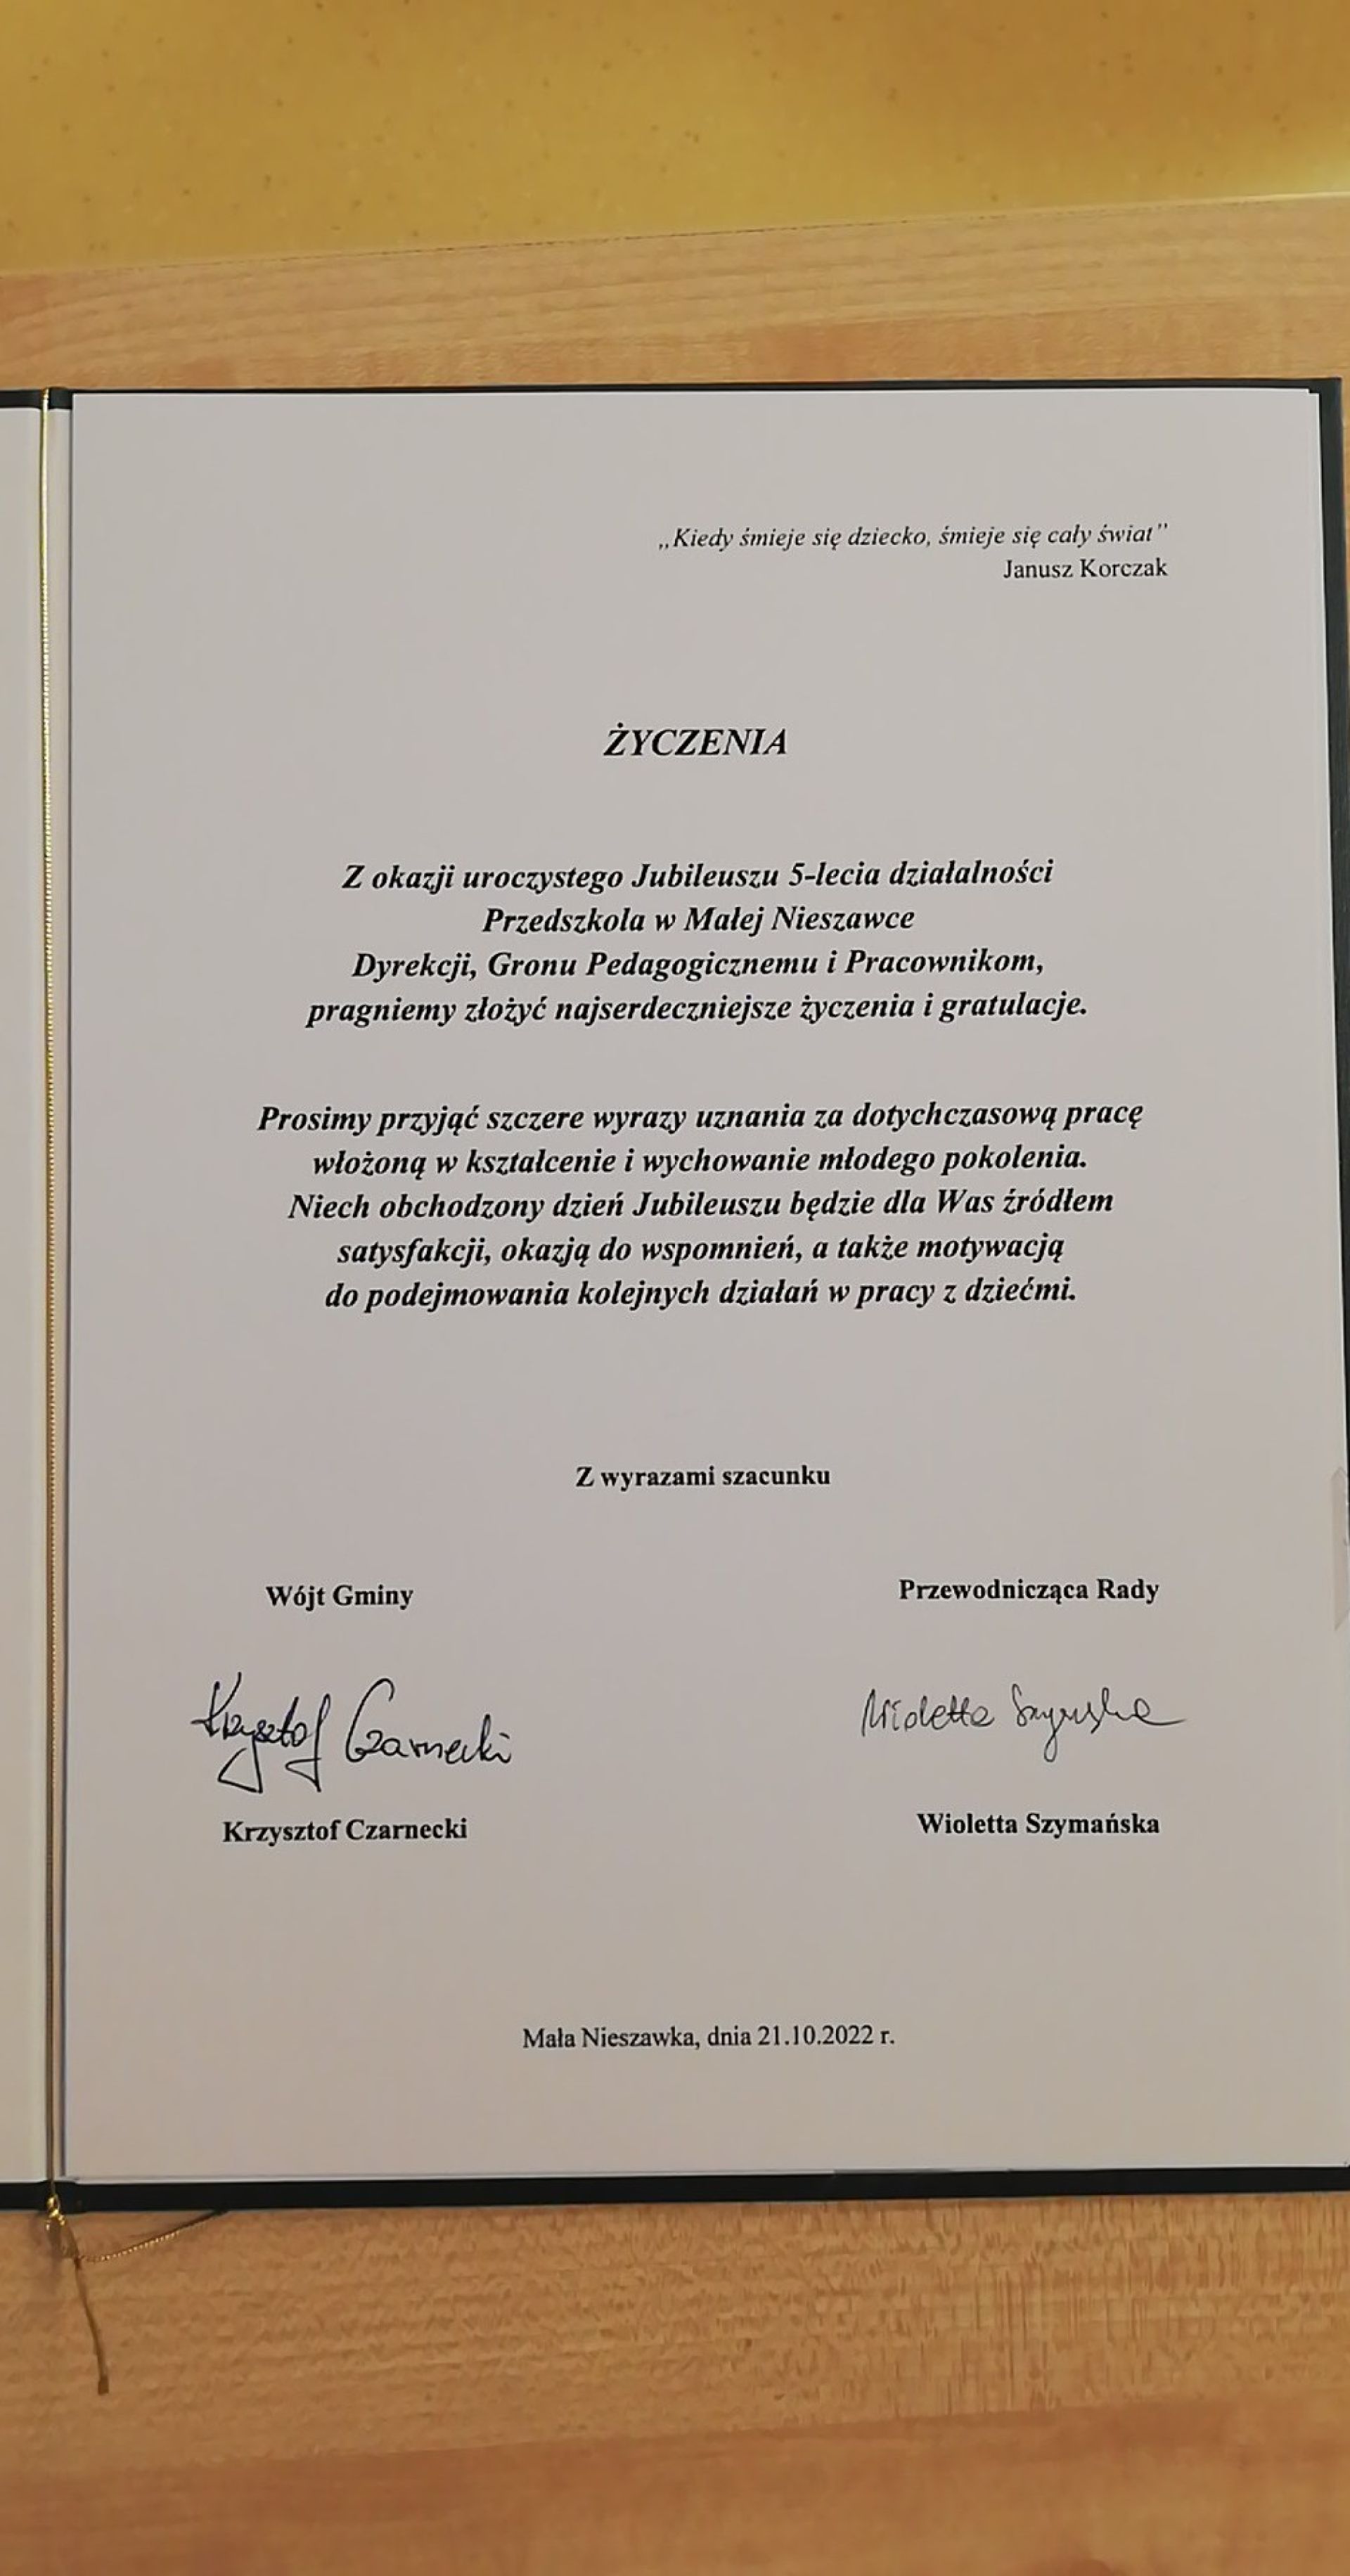 „Kiedy śmieje się dziecko, śmieje się cały świat”
Janusz Korczak
ŻYCZENIA
Z okazji uroczystego Jubileuszu 5-lecia działalności
Przedszkola w Małej Nieszawce
Dyrekcji, Gronu Pedagogicznemu i Pracownikom,
pragniemy złożyć najserdeczniejsze życzenia i gratulacje.
Prosimy przyjąć szczere wyrazy uznania za dotychczasową pracę
włożoną w kształcenie i wychowanie młodego pokolenia.
Niech obchodzony dzień Jubileuszu będzie dla Was źródłem
satysfakcji, okazją do wspomnień, a także motywacją
do podejmowania kolejnych działań w pracy z dziećmi.
Z wyrazami szacunku
Wójt Gminy
Przewodnicząca Rady
Krzysztof Czarnecki
Wioletta Szymańska
Krzysztof Czarnecki
Wioletta Szymańska
Mała Nieszawka, dnia 21.10.2022 r.